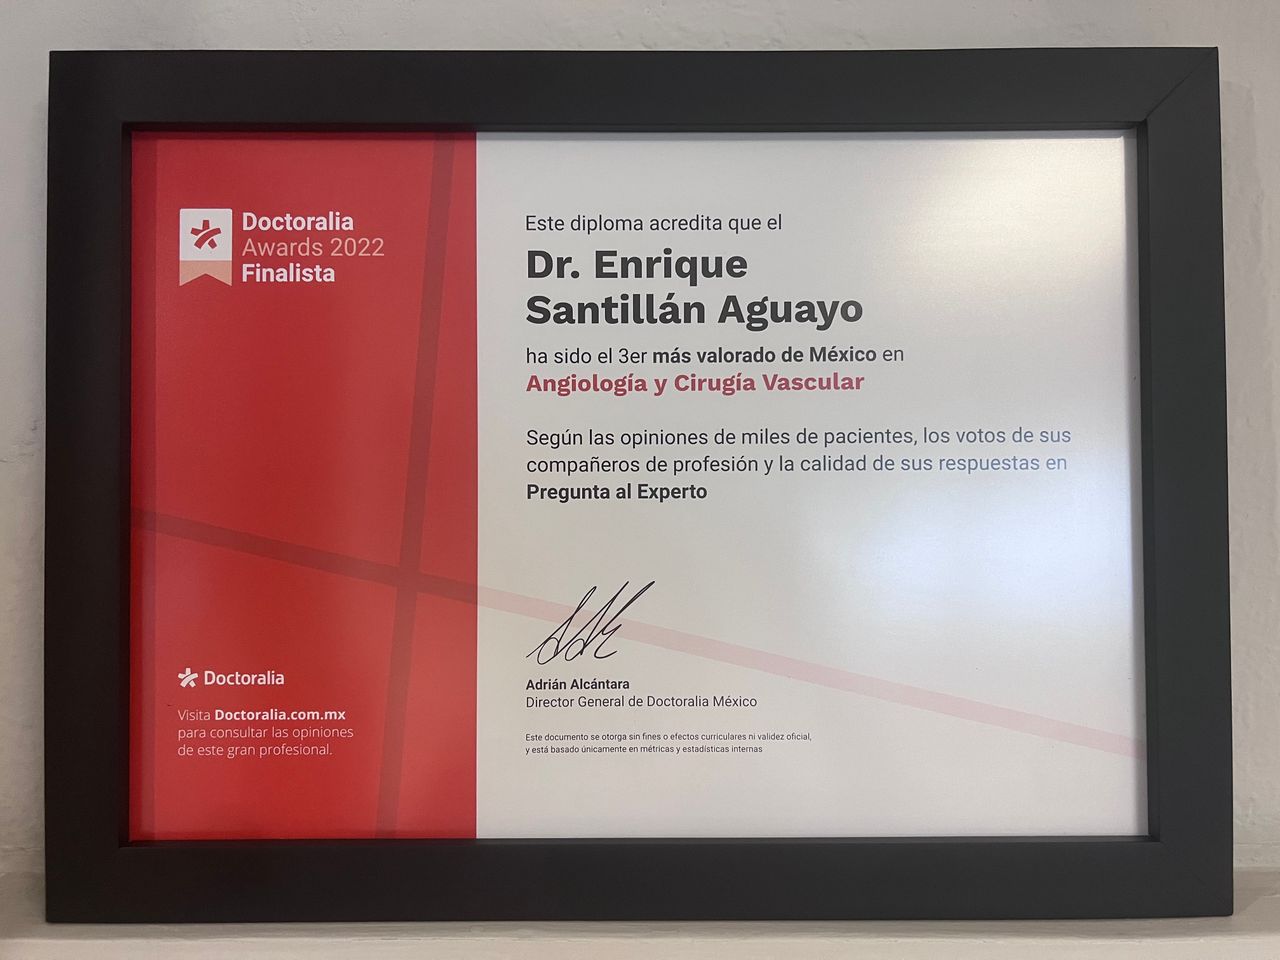 Doctoralia
Awards 2022
Finalista
Este diploma acredita que el
Dr. Enrique
Santillán Aguayo
ha sido el 3er más valorado de México en
Angiología y Cirugía Vascular
Según las opiniones de miles de pacientes, los votos de sus
compañeros de profesión y la calidad de sus respuestas en
Pregunta al Experto
Adrián Alcántara
Director General de Doctoralia México
Este documento se otorga sin fines o efectos curriculares ni validez oficial,
y está basado únicamente en métricas y estadísticas internas
Doctoralia
Visita Doctoralia.com.mx
para consultar las opiniones
de este gran profesional.